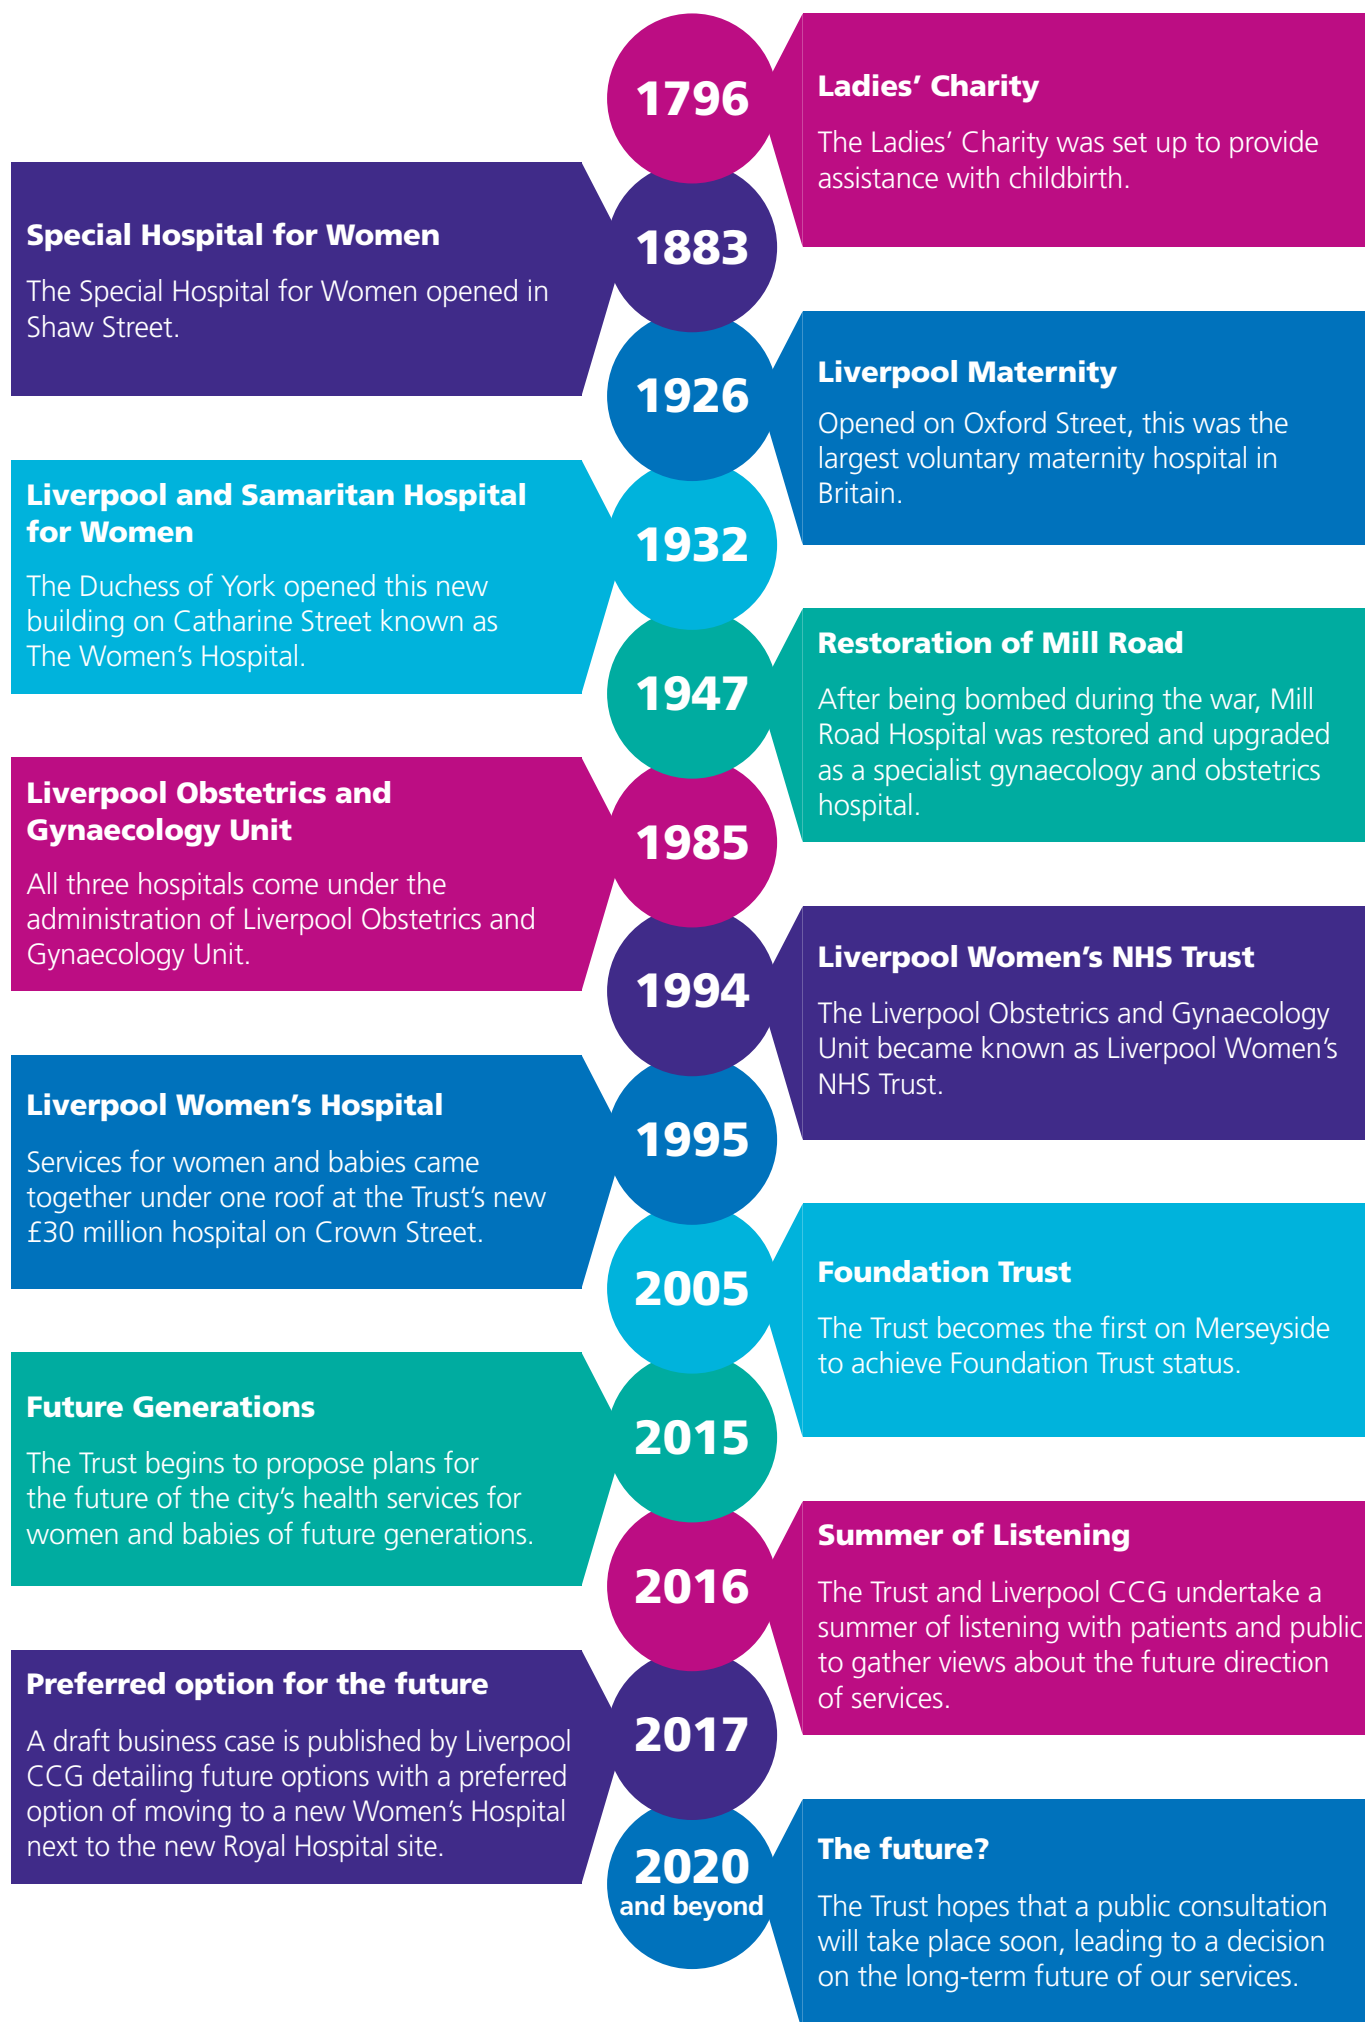 1796
Ladies’ Charity
The Ladies’ Charity was set up to provide
assistance with childbirth.
1883
Special Hospital for Women
The Special Hospital for Women opened in
Shaw Street.
1926
Liverpool Maternity
Opened on Oxford Street, this was the
largest voluntary maternity hospital in
Britain.
1932
Liverpool and Samaritan Hospital
for Women
The Duchess of York opened this new
building on Catharine Street known as
The Women’s Hospital.
1947
Restoration of Mill Road
After being bombed during the war, Mill
Road Hospital was restored and upgraded
as a specialist gynaecology and obstetrics
hospital.
1985
Liverpool Obstetrics and
Gynaecology Unit
All three hospitals come under the
administration of Liverpool Obstetrics and
Gynaecology Unit.
1994
Liverpool Women’s NHS Trust
The Liverpool Obstetrics and Gynaecology
Unit became known as Liverpool Women’s
NHS Trust.
1995
Liverpool Women’s Hospital
Services for women and babies came
together under one roof at the Trust’s new
£30 million hospital on Crown Street.
2005
Foundation Trust
The Trust becomes the first on Merseyside
to achieve Foundation Trust status.
2015
Future Generations
The Trust begins to propose plans for
the future of the city’s health services for
women and babies of future generations.
2016
Summer of Listening
The Trust and Liverpool CCG undertake a
summer of listening with patients and public
to gather views about the future direction
of services.
2017
Preferred option for the future
A draft business case is published by Liverpool
CCG detailing future options with a preferred
option of moving to a new Women’s Hospital
next to the new Royal Hospital site.
2020
and beyond
The future?
The Trust hopes that a public consultation
will take place soon, leading to a decision
on the long-term future of our services.